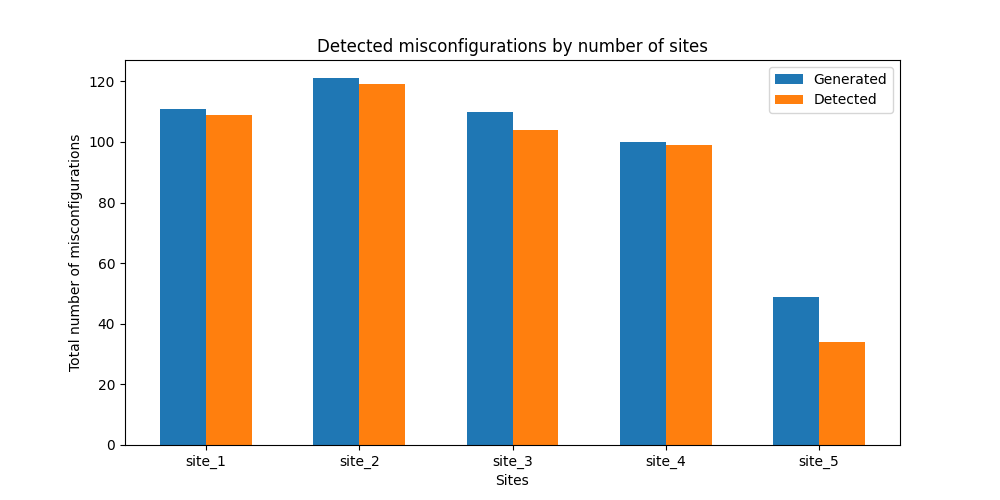 Detected misconfigurations by number of sites
Generated
Detected
Total number of misconfigurations
120
100
80
60
40
20
0
site_1
site_2
site_3
site_4
site_5
Sites